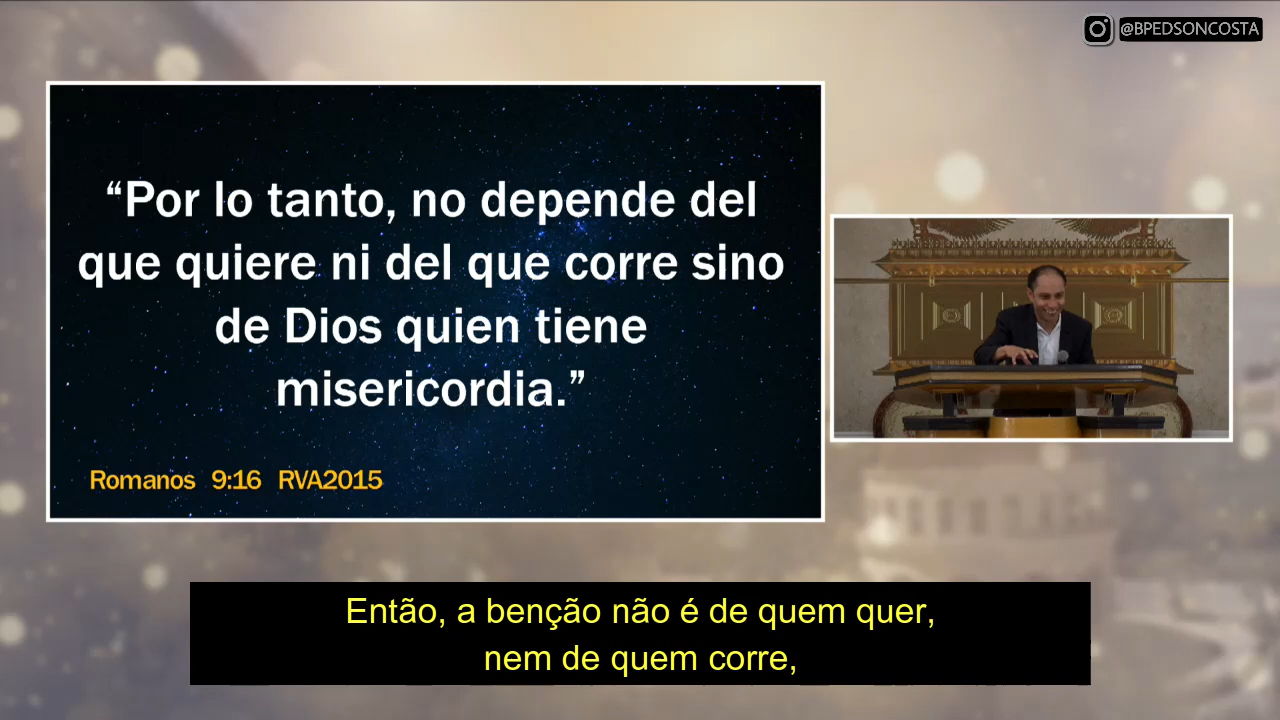 @BPEDSONCOSTA
“Por lo tanto, no depende del
que quiere ni del que corre sino
de Dios quien tiene
misericordia.”
Romanos 9:16 RVA2015
Então, a benção não é de quem quer,
nem de quem corre,